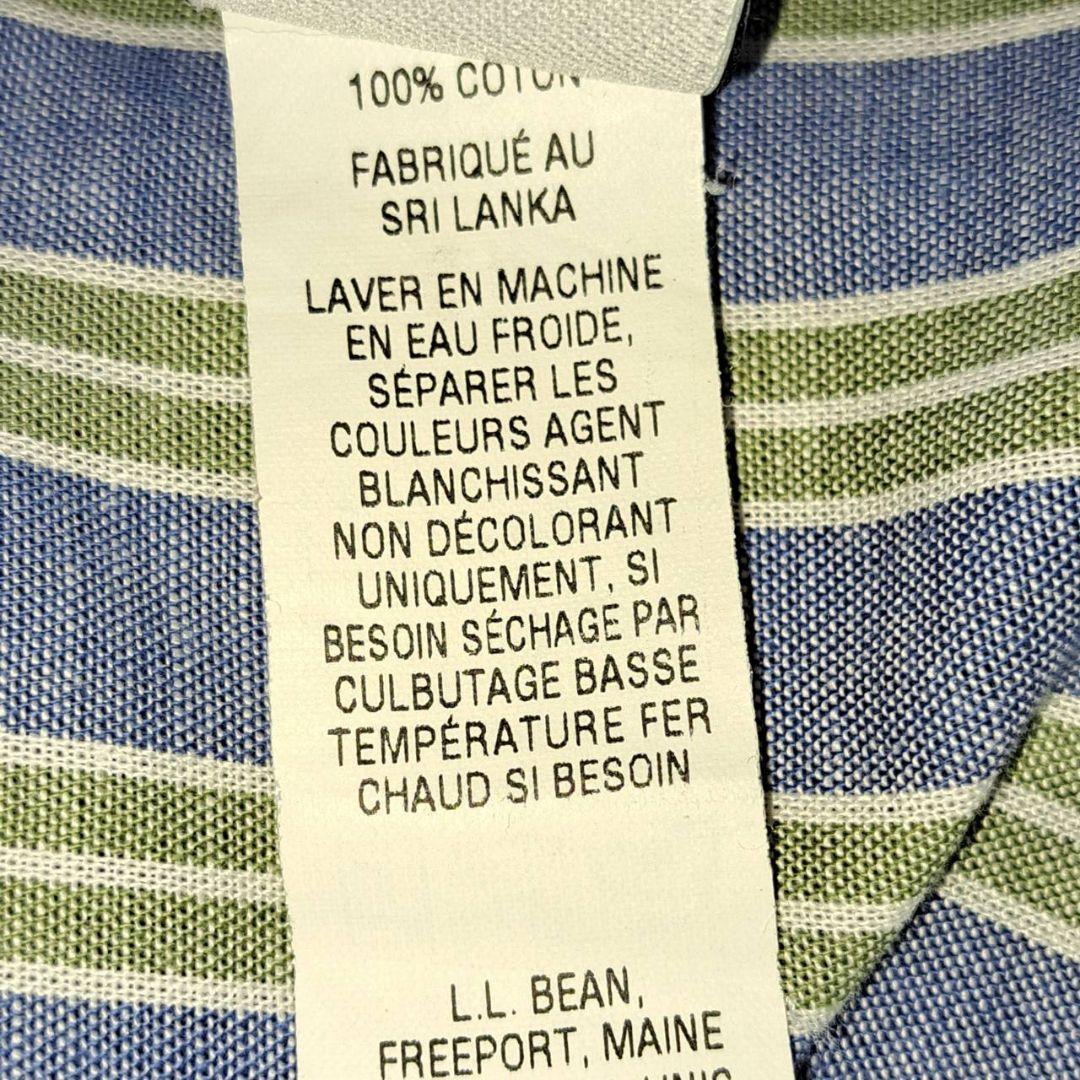 100% COTON
FABRIQUÉ AU
SRI LANKA
LAVER EN MACHINE
EN EAU FROIDE,
SÉPARER LES
COULEURS AGENT
BLANCHISSANT
NON DÉCOLORANT
UNIQUEMENT, SI
BESOIN SÉCHAGE PAR
CULBUTAGE BASSE
TEMPÉRATURE FER
CHAUD SI BESOIN
L.L. BEAN,
FREEPORT, MAINE